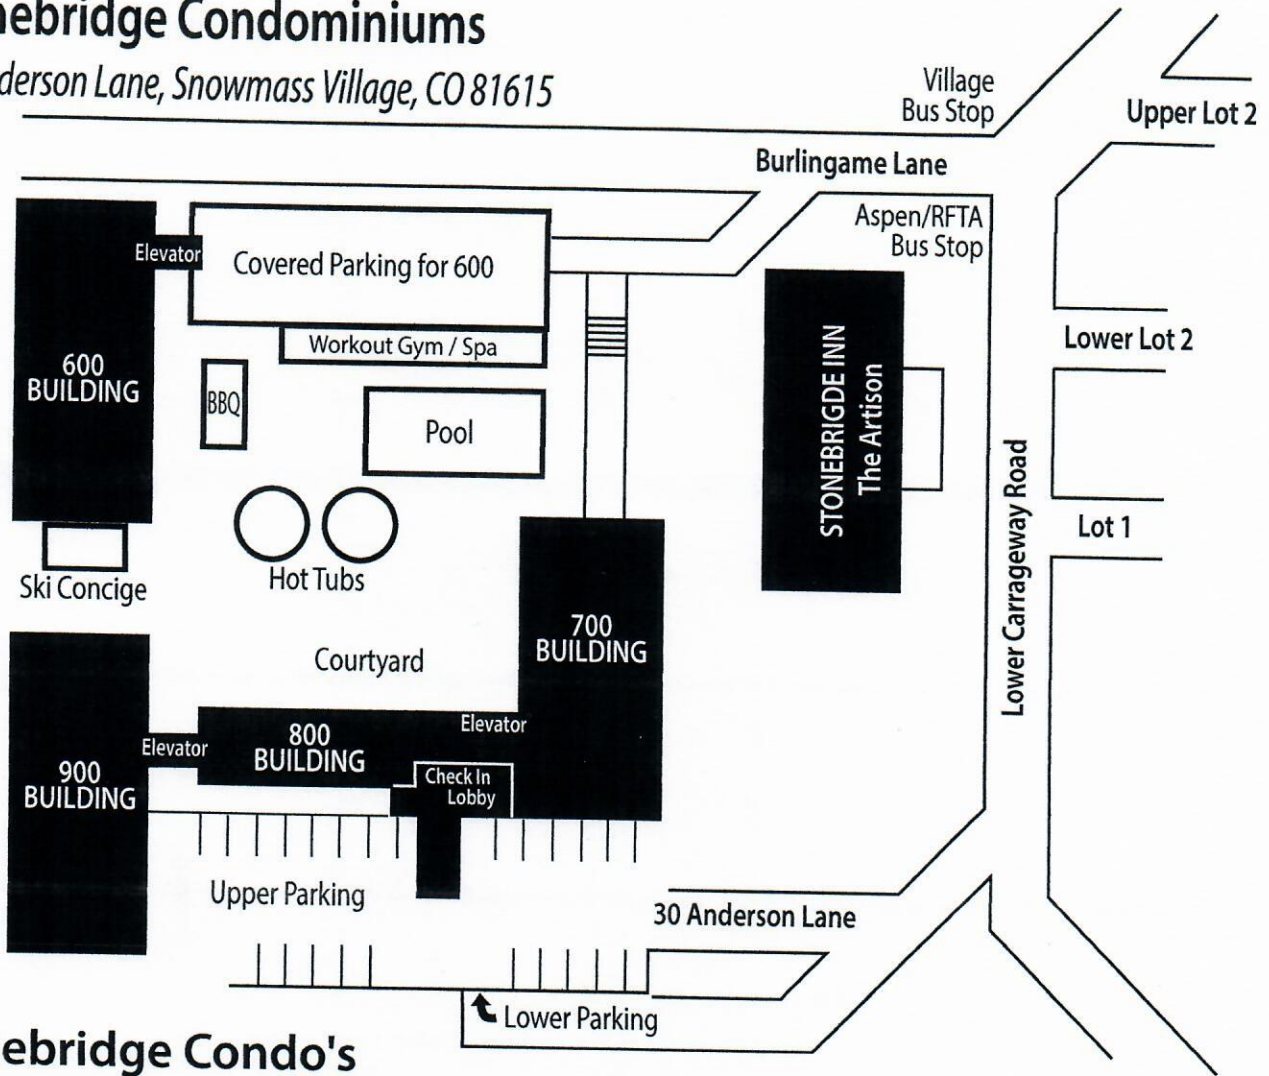 nebridge Condominiums
derson Lane, Snowmass Village, CO 81615
Village
Bus Stop
Upper Lot 2
Burlingame Lane
Aspen/RFTA
Bus Stop
Elevator
Covered Parking for 600
Workout Gym / Spa
Lower Lot 2
600
BUILDING
BBQ
Pool
STONEBRIGDE INN
The Artison
Lower Carrageway Road
Lot 1
Hot Tubs
Ski Concige
700
BUILDING
Courtyard
Elevator
800
BUILDING
Elevator
900
BUILDING
Check In
Lobby
Upper Parking
30 Anderson Lane
Lower Parking
ebridge Condo's